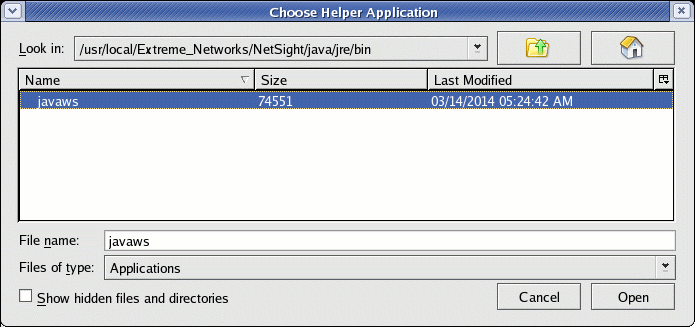 Choose Helper Application
Look in: /usr/local/Extreme_Networks/NetSight/java/jre/bin
Name Size Last Modified
javaws 74551 03/14/2014 05:24:42 AM
File name: javaws
Files of type: Applications
Show hidden files and directories Cancel Open